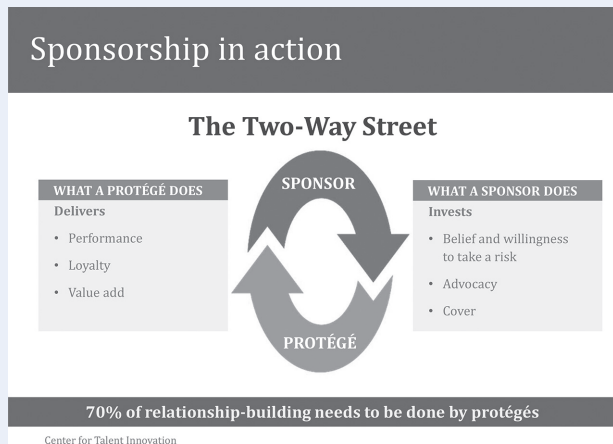 Sponsorship in action
The Two-Way Street
WHAT A PROTÉGÉ DOES
Delivers
• Performance
• Loyalty
• Value add
SPONSOR
PROTÉGÉ
WHAT A SPONSOR DOES
Invests
• Belief and willingness
to take a risk
• Advocacy
• Cover
70% of relationship-building needs to be done by protégés
Center for Talent Innovation